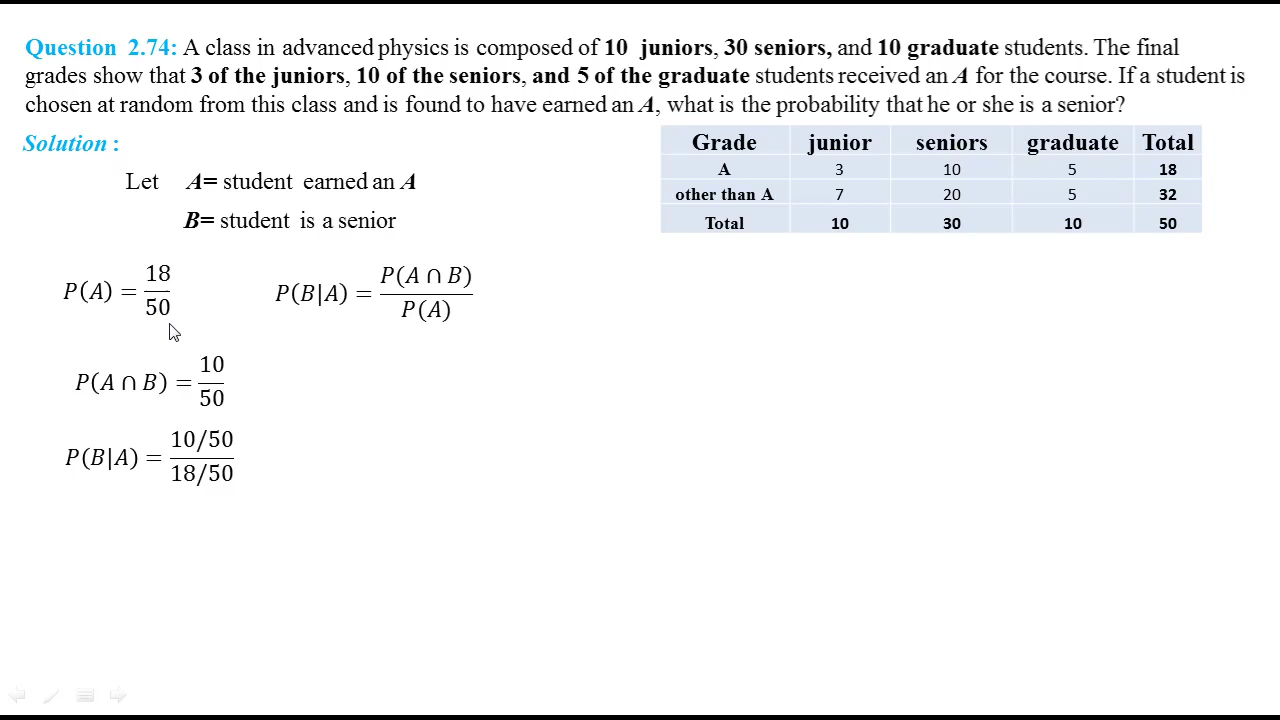 Question 2.74: A class in advanced physics is composed of 10 juniors, 30 seniors, and 10 graduate students. The final
grades show that 3 of the juniors, 10 of the seniors, and 5 of the graduate students received an A for the course. If a student is
chosen at random from this class and is found to have earned an A, what is the probability that he or she is a senior?
Solution :
Let A= student earned an A
B= student is a senior
Grade junior seniors graduate Total
A 3 10 5 18
other than A 7 20 5 32
Total 10 30 10 50
P(A) = 18/50
P(B|A) = P(A ∩ B)/P(A)
P(A ∩ B) = 10/50
P(B|A) = 10/50 / 18/50